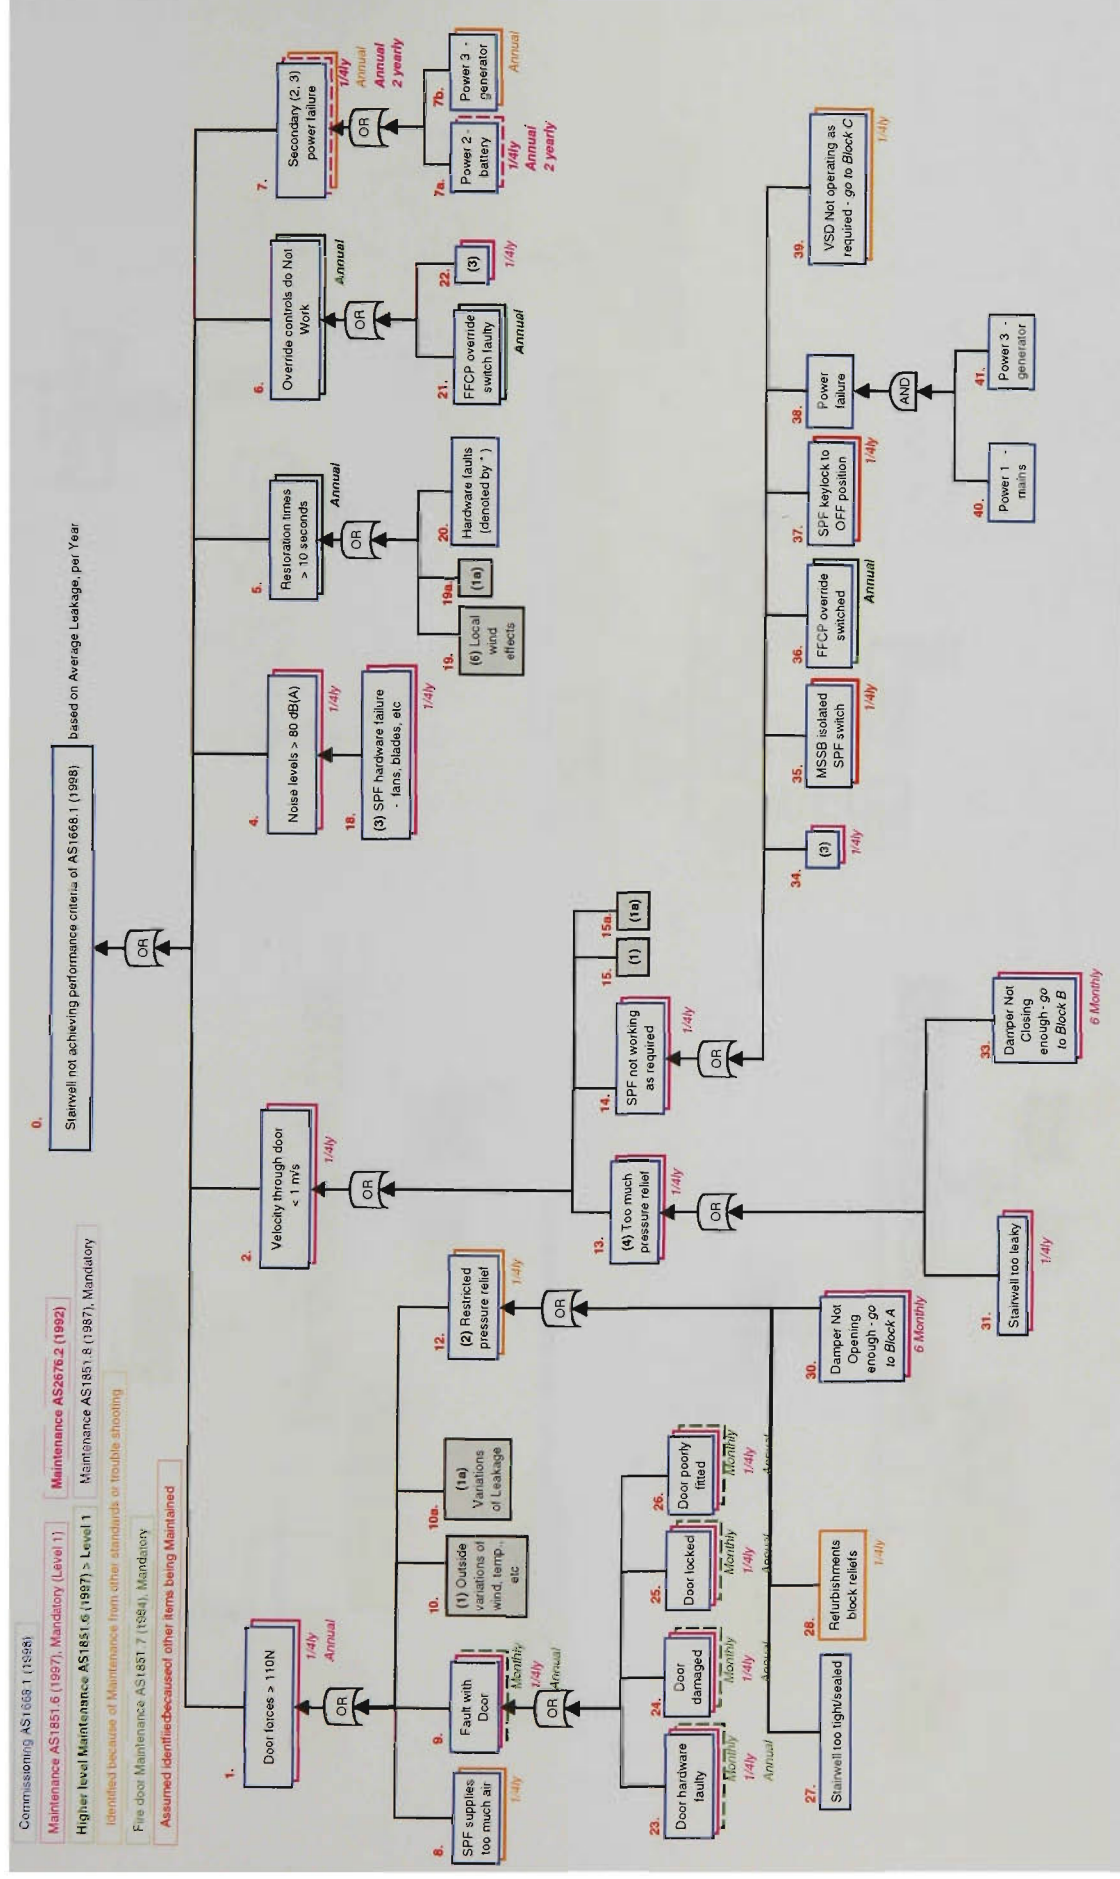 Commissioning AS1668.1 (1998)
Maintenance AS1851.6 (1997), Mandatory (Level 1)
Maintenance AS2676.2 (1992)
Higher level Maintenance AS1851.6 (1997) > Level 1
Maintenance AS1851.8 (1987), Mandatory
Identified because of Maintenance from other standards or trouble shooting
Fire door Maintenance AS1851.7 (1984), Mandatory
Assumed identified because of other items being Maintained
0.
Stairwell not achieving performance criteria of AS1668.1 (1998)
based on Average Leakage, per Year
OR
1.
Door forces > 110N
1/4ly
Annual
OR
2.
Velocity through door
< 1 m/s
1/4ly
OR
4.
Noise levels > 80 dB(A)
1/4ly
18.
(3) SPF hardware failure
- fans, blades, etc
1/4ly
5.
Restoration times
> 10 seconds
Annual
OR
19.
(6) Local
wind
effects
19a.
(1a)
20.
Hardware faults
(denoted by * )
6.
Override controls do Not
Work
Annual
OR
21.
FFCP override
switch faulty
Annual
22.
(3)
1/4ly
7.
Secondary (2, 3)
power failure
1/4ly
Annual
Annual
2 yearly
OR
7a.
Power 2 -
battery
1/4ly
Annual
2 yearly
7b.
Power 3 -
generator
Annual
8.
SPF supplies
too much air
1/4ly
9.
Fault with
Door
Monthly
1/4ly
Annual
OR
10.
(1) Outside
variations of
wind, temp.,
etc
10a.
(1a)
Variations
of Leakage
12.
(2) Restricted
pressure relief
1/4ly
OR
13.
(4) Too much
pressure relief
1/4ly
OR
14.
SPF not working
as required
1/4ly
OR
15.
(1)
15a.
(1a)
23.
Door hardware
faulty
Monthly
1/4ly
Annual
24.
Door
damaged
Monthly
1/4ly
Annual
25.
Door locked
Monthly
1/4ly
Annual
26.
Door poorly
fitted
Monthly
1/4ly
Annual
27.
Stairwell too tight/sealed
28.
Refurbishments
block reliefs
1/4ly
30.
Damper Not
Opening
enough - go
to Block A
6 Monthly
31.
Stairwell too leaky
1/4ly
33.
Damper Not
Closing
enough - go
to Block B
6 Monthly
34.
(3)
1/4ly
35.
MSSB isolated
SPF switch
1/4ly
36.
FFCP override
switched
Annual
37.
SPF keylock to
OFF position
1/4ly
38.
Power
failure
AND
39.
VSD Not operating as
required - go to Block C
1/4ly
40.
Power 1 -
mains
41.
Power 3 -
generator